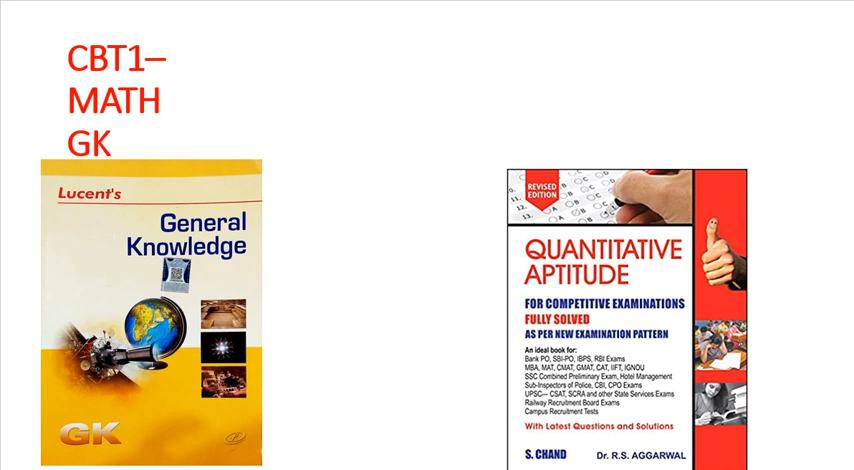 CBT1–
MATH
GK
Lucent's
General
Knowledge
GK
REVISED
EDITION
QUANTITATIVE
APTITUDE
FOR COMPETITIVE EXAMINATIONS
FULLY SOLVED
AS PER NEW EXAMINATION PATTERN
An ideal book for:
Bank PO, SBI-PO, IBPS, RBI Exams
MBA, MAT, CMAT, GMAT, CAT, IIFT, IGNOU
SSC Combined Preliminary Exam, Hotel Management
Sub-Inspectors of Police, CBI, CPO Exams
UPSC— CSAT, SCRA and other State Services Exams
Railway Recruitment Board Exams
Campus Recruitment Tests
With Latest Questions and Solutions
S. CHAND
Dr. R.S. AGGARWAL